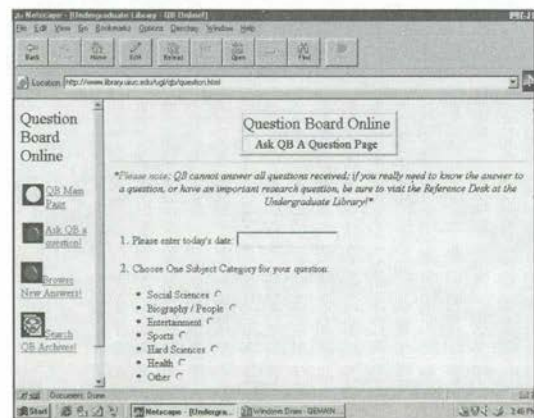 Netscape - [Undergraduate Library - QB Online!]
File Edit View Go Bookmarks Options Directory Window Help
Back Home Edit Reload Open Find
Location: http://www.library.uiuc.edu/ugl/qb/question.html
Question
Board
Online
QB Main
Page
Ask QB a
question!
Browse
New Answers!
Search
QB Archives!
Question Board Online
Ask QB A Question Page
*Please note: QB cannot answer all questions received; if you really need to know the answer to
a question, or have an important research question, be sure to visit the Reference Desk at the
Undergraduate Library!*
1. Please enter today's date:
2. Choose One Subject Category for your question:
• Social Sciences
• Biography / People
• Entertainment
• Sports
• Hard Sciences
• Health
• Other
Document: Done
Start Netscape - [Undergra... Windows Draw - QEMAIN... 2:45 PM